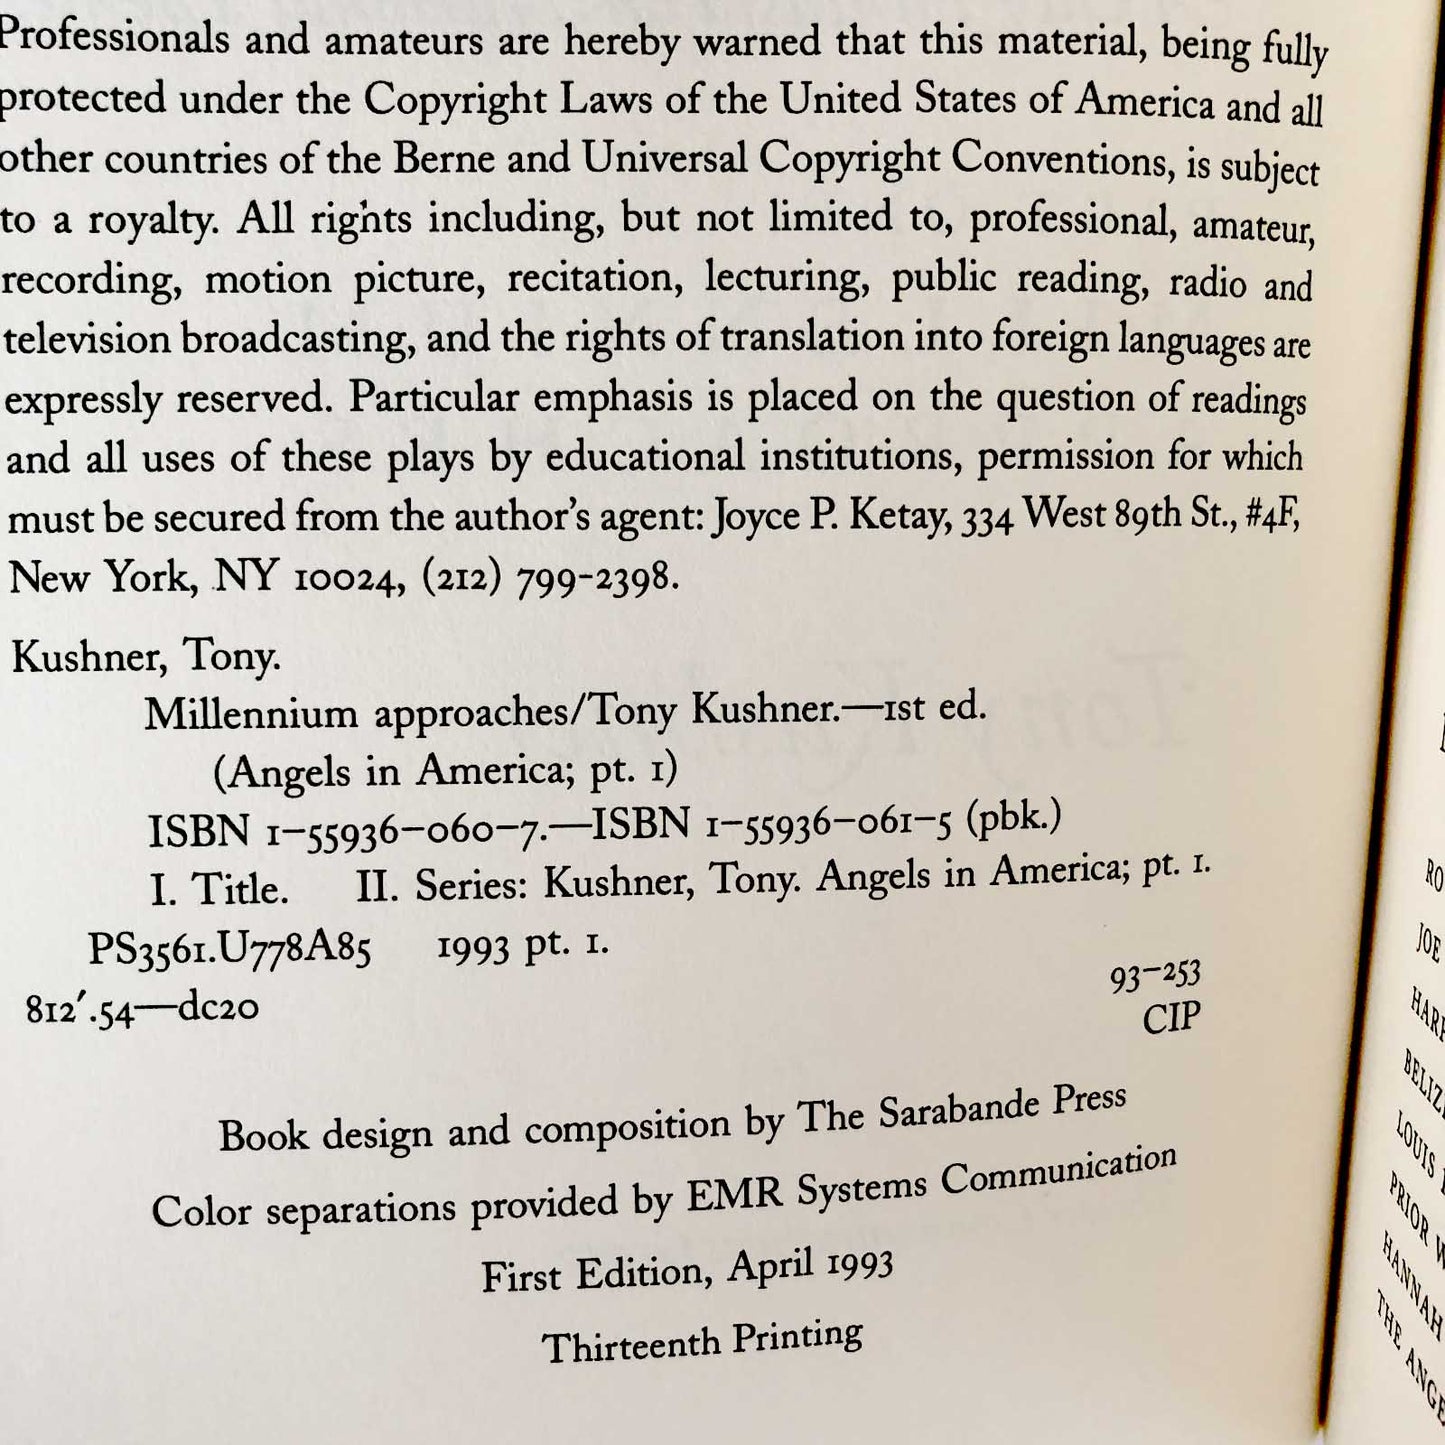 Professionals and amateurs are hereby warned that this material, being fully
protected under the Copyright Laws of the United States of America and all
other countries of the Berne and Universal Copyright Conventions, is subject
to a royalty. All rights including, but not limited to, professional, amateur,
recording, motion picture, recitation, lecturing, public reading, radio and
television broadcasting, and the rights of translation into foreign languages are
expressly reserved. Particular emphasis is placed on the question of readings
and all uses of these plays by educational institutions, permission for which
must be secured from the author's agent: Joyce P. Ketay, 334 West 89th St., #4F,
New York, NY 10024, (212) 799-2398.
Kushner, Tony.
Millennium approaches/Tony Kushner.—1st ed.
(Angels in America; pt. 1)
ISBN 1–55936–060–7.—ISBN 1–55936–061–5 (pbk.)
I. Title. II. Series: Kushner, Tony. Angels in America; pt. 1.
PS3561.U778A85 1993 pt. 1.
812′.54—dc20
93–253
CIP
Book design and composition by The Sarabande Press
Color separations provided by EMR Systems Communication
First Edition, April 1993
Thirteenth Printing
RO
JOE
HAR
BELIZ
LOUIS
PRIOR W
HANNAH
THE ANGE